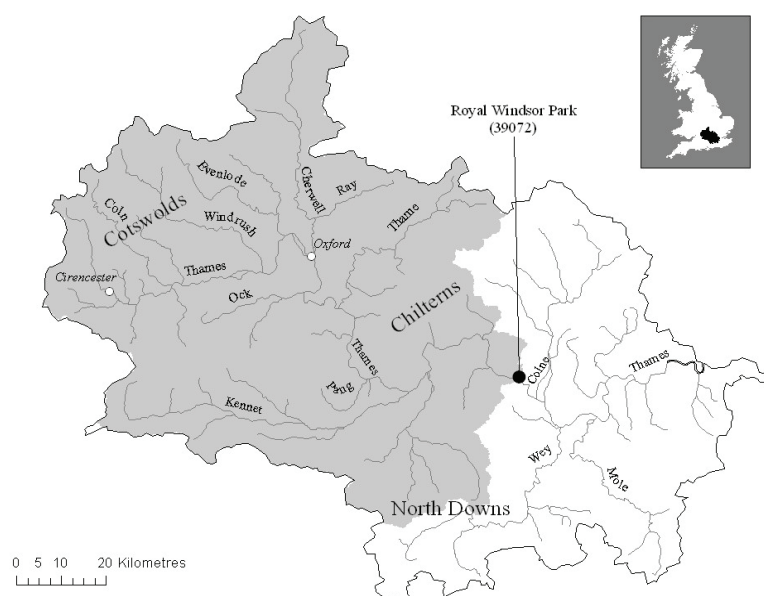 Royal Windsor Park
(39072)
Evenlode
Cherwell
Ray
Coln
Cotswolds
Windrush
Thame
Oxford
Cirencester
Thames
Ock
Chilterns
Thames
Colne
Thames
Pang
Kennet
Wey
Mole
North Downs
0 5 10 20 Kilometres